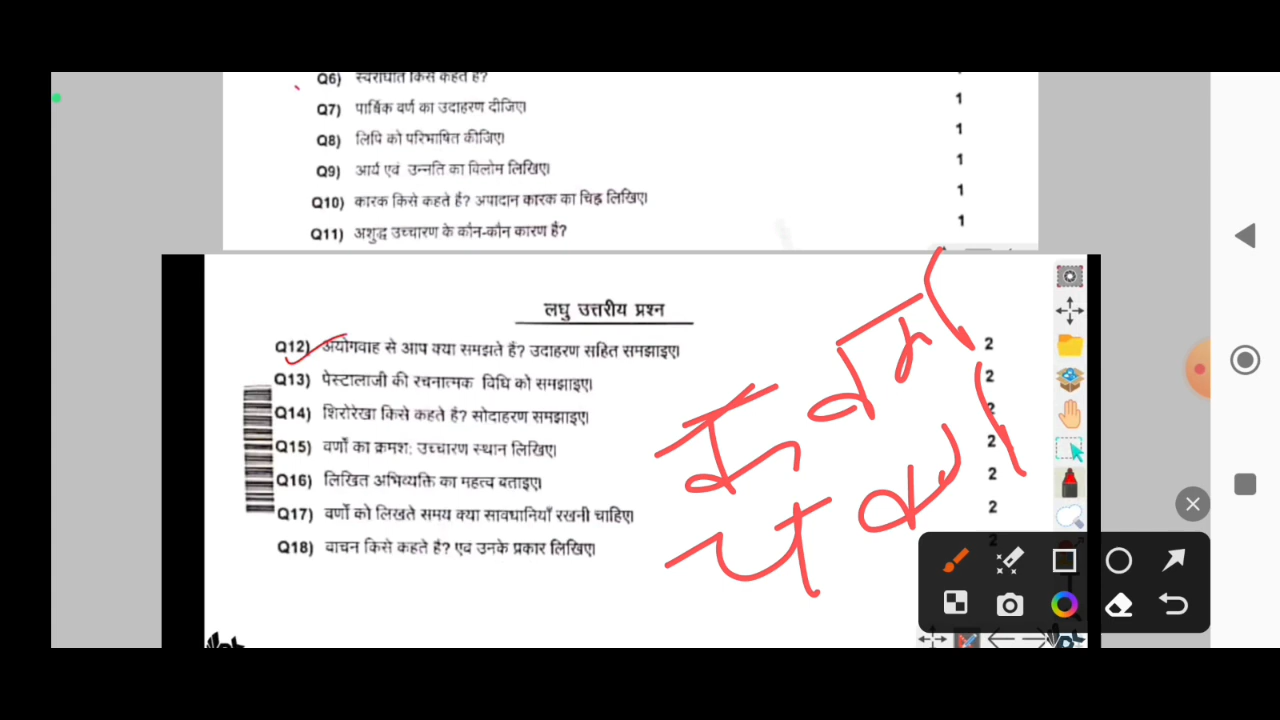 Q6) स्वराघात किसे कहते हैं?
Q7) पार्श्विक वर्ण का उदाहरण दीजिए। 1
Q8) लिपि को परिभाषित कीजिए। 1
Q9) आर्य एवं उन्नति का विलोम लिखिए। 1
Q10) कारक किसे कहते हैं? अपादान कारक का चिह्न लिखिए। 1
Q11) अशुद्ध उच्चारण के कौन-कौन कारण हैं? 1
लघु उत्तरीय प्रश्न
Q12) अयोगवाह से आप क्या समझते हैं? उदाहरण सहित समझाइए। 2
Q13) पेस्टालाजी की रचनात्मक विधि को समझाइए। 2
Q14) शिरोरेखा किसे कहते है? सोदाहरण समझाइए। 2
Q15) वर्णों का क्रमश: उच्चारण स्थान लिखिए। 2
Q16) लिखित अभिव्यक्ति का महत्व बताइए। 2
Q17) वर्णों को लिखते समय क्या सावधानियाँ रखनी चाहिए। 2
Q18) वाचन किसे कहते है? एवं उनके प्रकार लिखिए। 2
क वर्ग